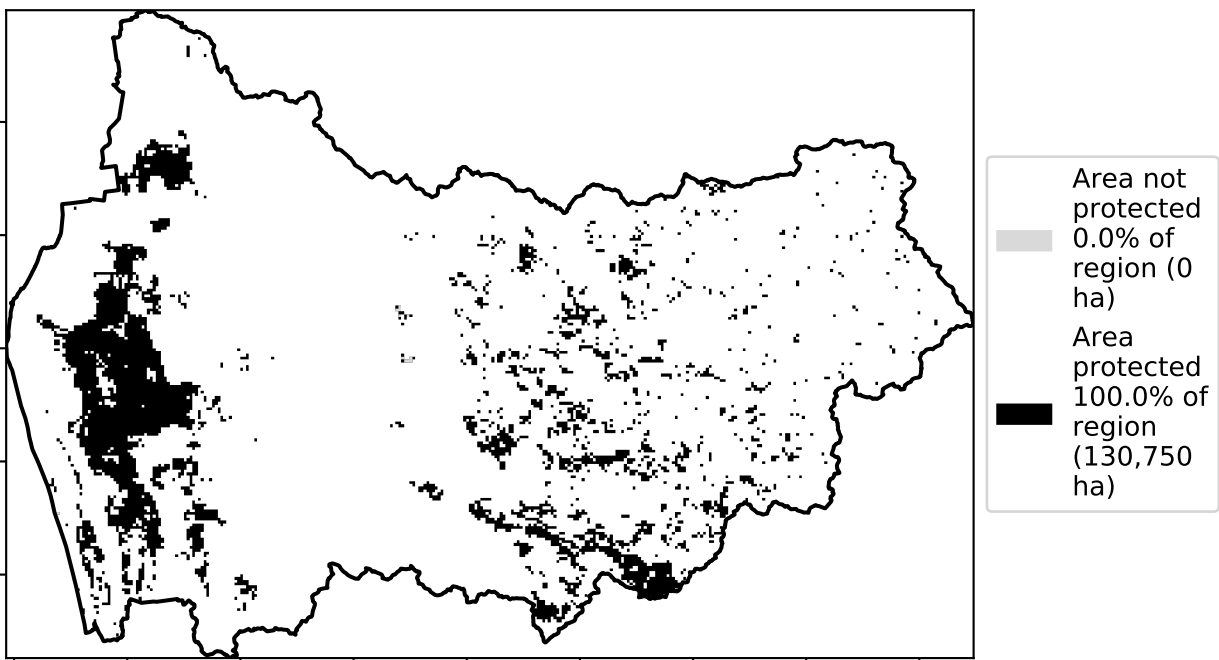 Area not
protected
0.0% of
region (0
ha)
Area
protected
100.0% of
region
(130,750
ha)